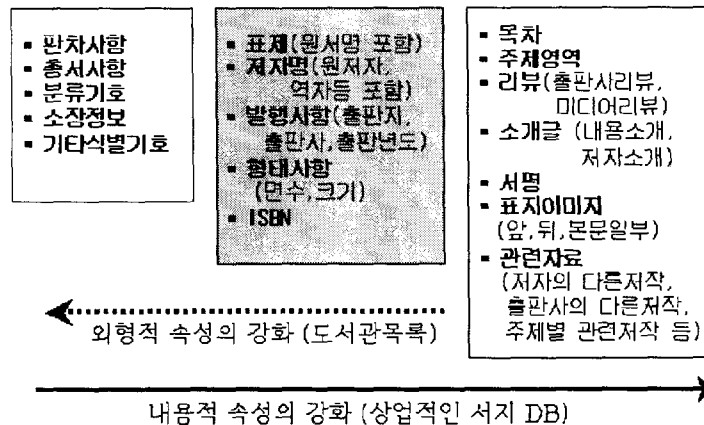 ▪ 판차사항
▪ 총서사항
▪ 분류기호
▪ 소장정보
▪ 기타식별기호
▪ 표제(원서명 포함)
▪ 저자명(원저자,
역자등 포함)
▪ 발행사항(출판지,
출판사,출판년도)
▪ 형태사항
(면수,크기)
▪ ISBN
▪ 목차
▪ 주제영역
▪ 리뷰(출판사리뷰,
미디어리뷰)
▪ 소개글 (내용소개,
저자소개)
▪ 서평
▪ 표지이미지
(앞,뒤,본문일부)
▪ 관련자료
(저자의 다른저작,
출판사의 다른저작,
주제별 관련저작 등)
외형적 속성의 강화 (도서관목록)
내용적 속성의 강화 (상업적인 서지 DB)